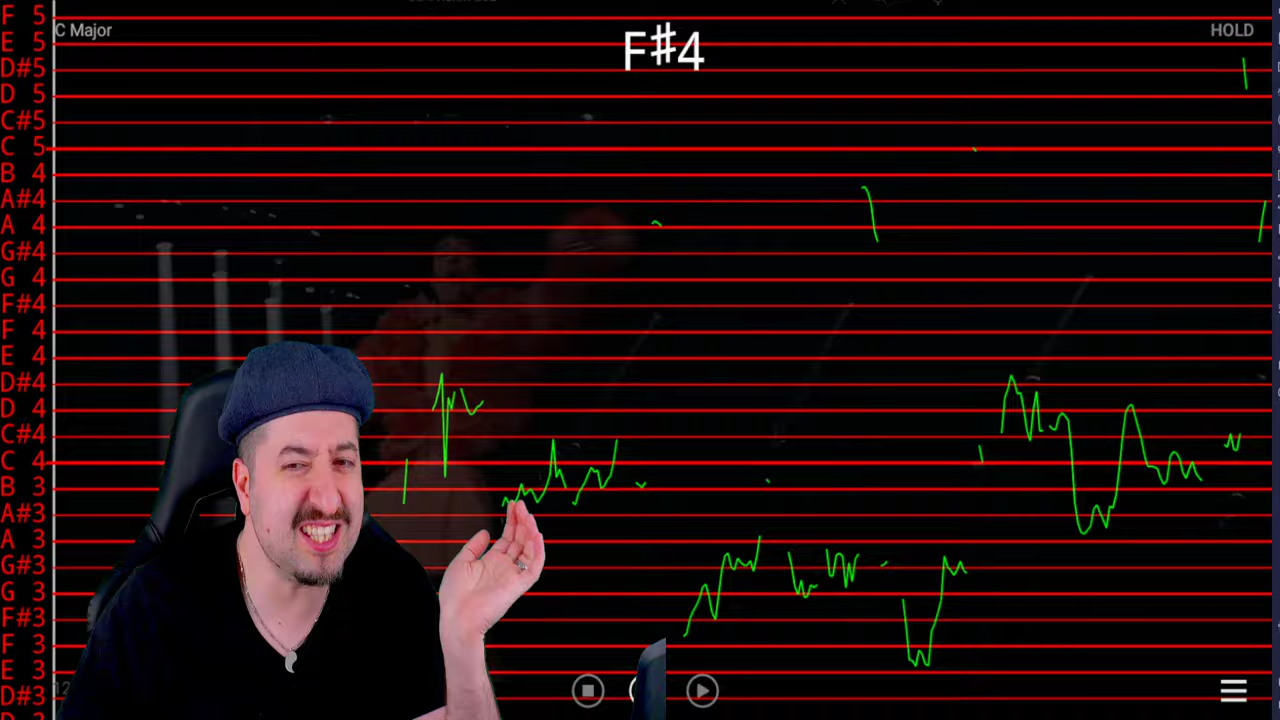 F 5
C Major
HOLD
E 5
F♯4
D#5
D 5
C#5
C 5
B 4
A#4
A 4
G#4
G 4
F#4
F 4
E 4
D#4
D 4
C#4
C 4
B 3
A#3
A 3
G#3
G 3
F#3
F 3
E 3
D#3